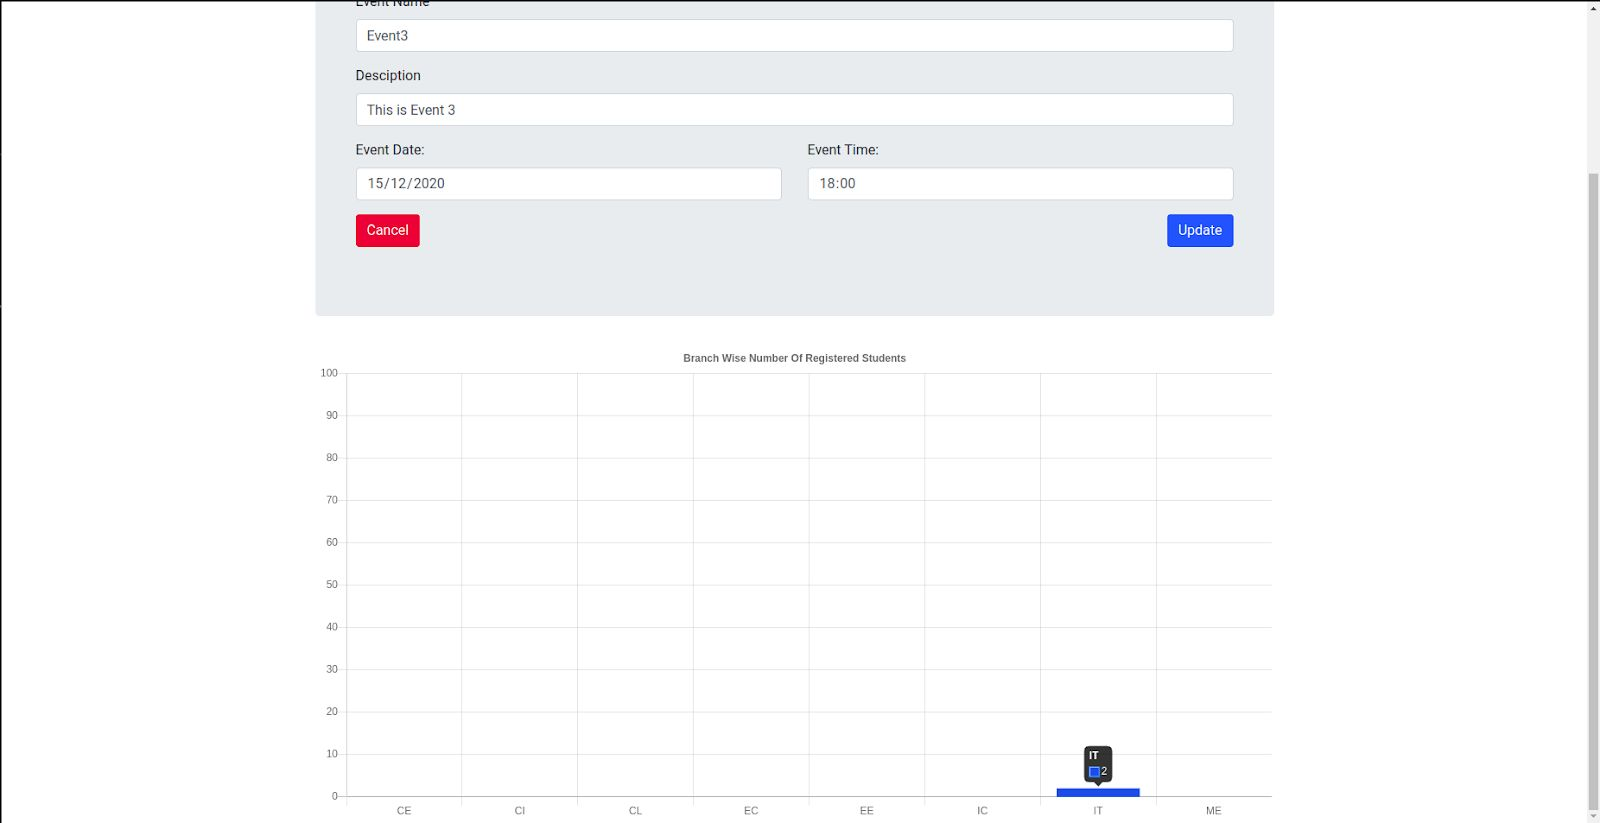 Event Name
Event3
Desciption
This is Event 3
Event Date: Event Time:
15/12/2020 18:00
Cancel Update
Branch Wise Number Of Registered Students
100
90
80
70
60
50
40
30
20
10
IT
2
0
CE CI CL EC EE IC IT ME